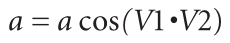 a = a cos(V1•V2)